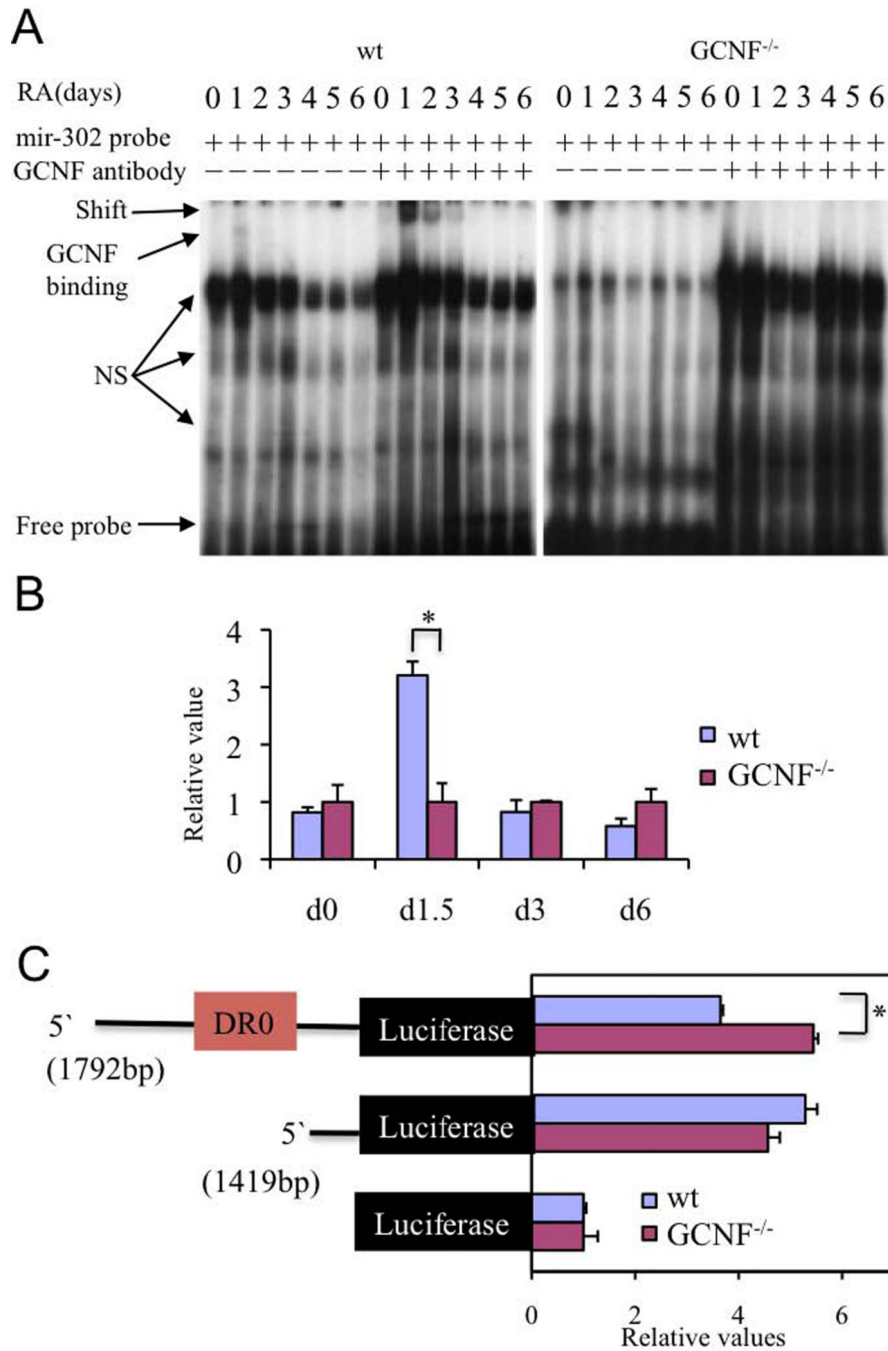 A
wt GCNF-/-
RA(days) 0 1 2 3 4 5 6 0 1 2 3 4 5 6 0 1 2 3 4 5 6 0 1 2 3 4 5 6
mir-302 probe + + + + + + + + + + + + + + + + + + + + + + + + + + + +
GCNF antibody − − − − − − − + + + + + + + − − − − − − − + + + + + + +
Shift
GCNF
binding
NS
Free probe
B
*
4
3
2
1
0
Relative value
wt
GCNF-/-
d0 d1.5 d3 d6
C
5` DR0 Luciferase *
(1792bp)
5` Luciferase
(1419bp)
Luciferase
wt
GCNF-/-
0 2 4 6
Relative values